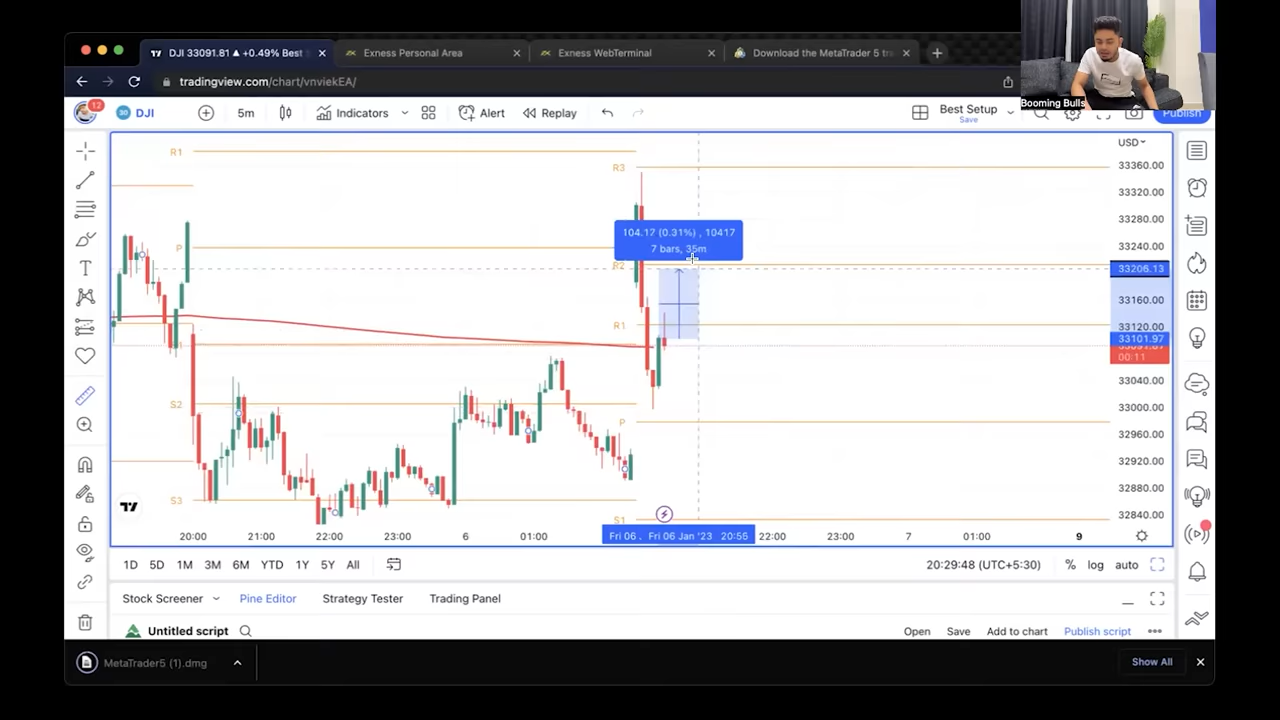 DJI 33091.81 ▲ +0.49% Best
Exness Personal Area
Exness WebTerminal
Download the MetaTrader 5 tr
tradingview.com/chart/vnviekEA/
Booming Bulls
12
30
DJI
5m
Indicators
Alert
Replay
Best Setup
Save
Publish
USD
R1
R3
33360.00
33320.00
33280.00
104.17 (0.31%) , 10417
7 bars, 35m
P
33240.00
R2
33206.13
33160.00
R1
33120.00
33101.97
00:11
33040.00
S2
33000.00
P
32960.00
32920.00
S3
32880.00
S1
32840.00
20:00
21:00
22:00
23:00
6
01:00
Fri 06
Fri 06 Jan '23 20:55
22:00
23:00
7
01:00
9
1D
5D
1M
3M
6M
YTD
1Y
5Y
All
20:29:48 (UTC+5:30)
%
log
auto
Stock Screener
Pine Editor
Strategy Tester
Trading Panel
Untitled script
Open
Save
Add to chart
Publish script
MetaTrader5 (1).dmg
Show All